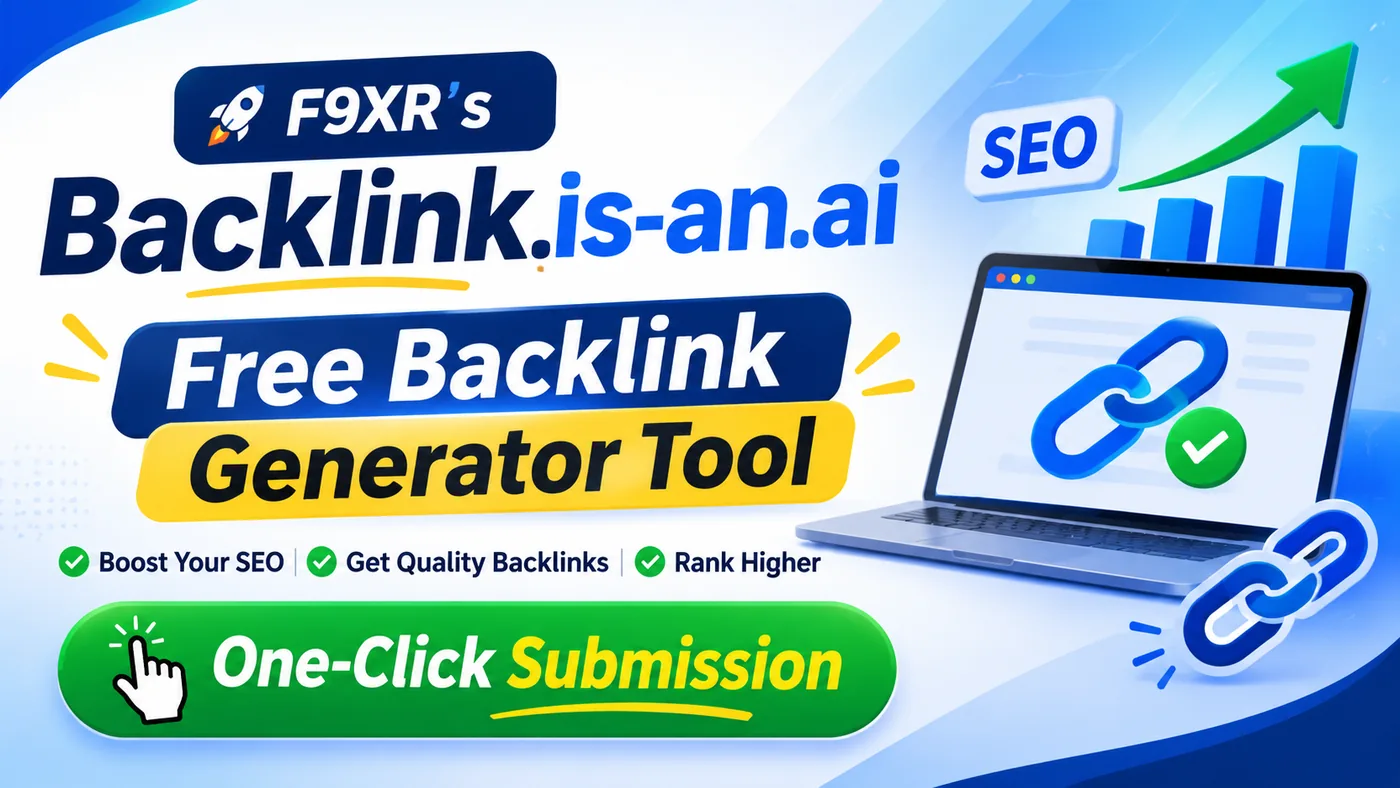 F9XR's
Backlink.is-an.ai
Free Backlink
Generator Tool
Boost Your SEO | Get Quality Backlinks | Rank Higher
One-Click Submission
SEO